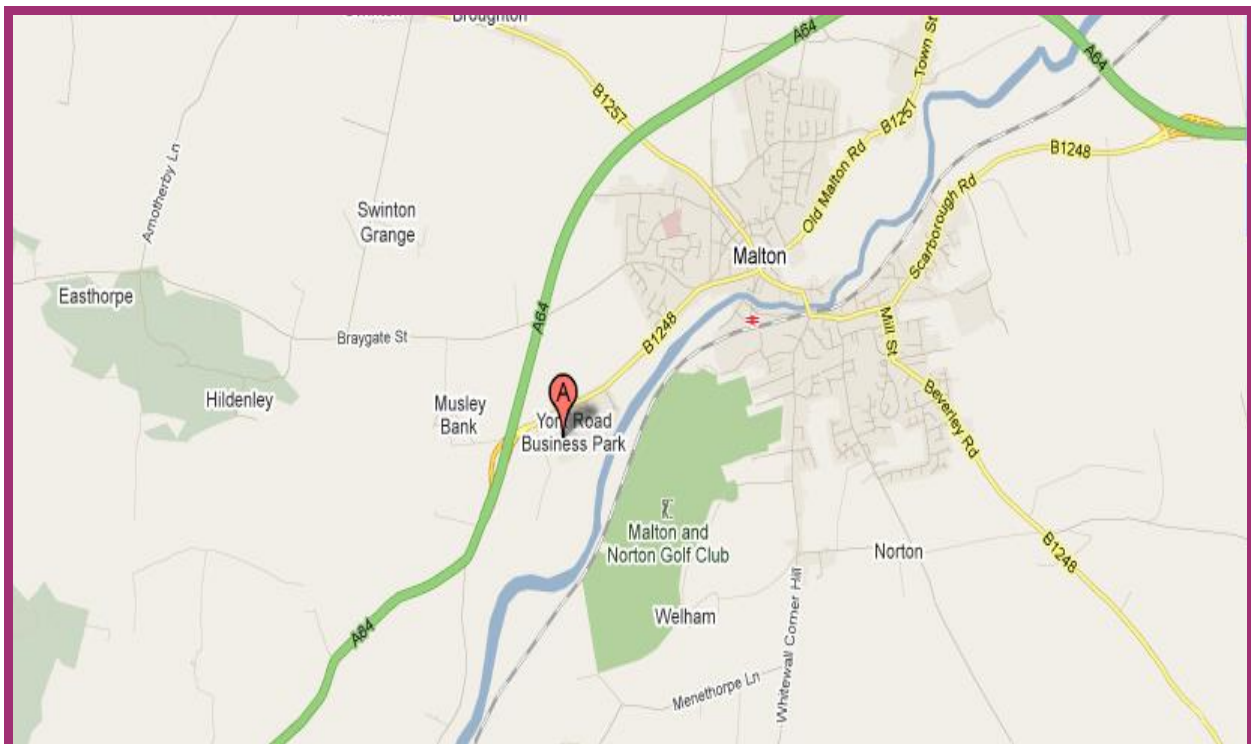 Broughton
A64
Town St
A64
B1257
B1257
B1248
Old Malton Rd
Amotherby Ln
Scarborough Rd
Swinton
Grange
Malton
Easthorpe
A64
Braygate St
B1248
Mill St
Hildenley
Musley
Bank
A
York Road
Business Park
Beverley Rd
Malton and
Norton Golf Club
Norton
B1248
Welham
Whitewall Corner Hill
A64
Menethorpe Ln